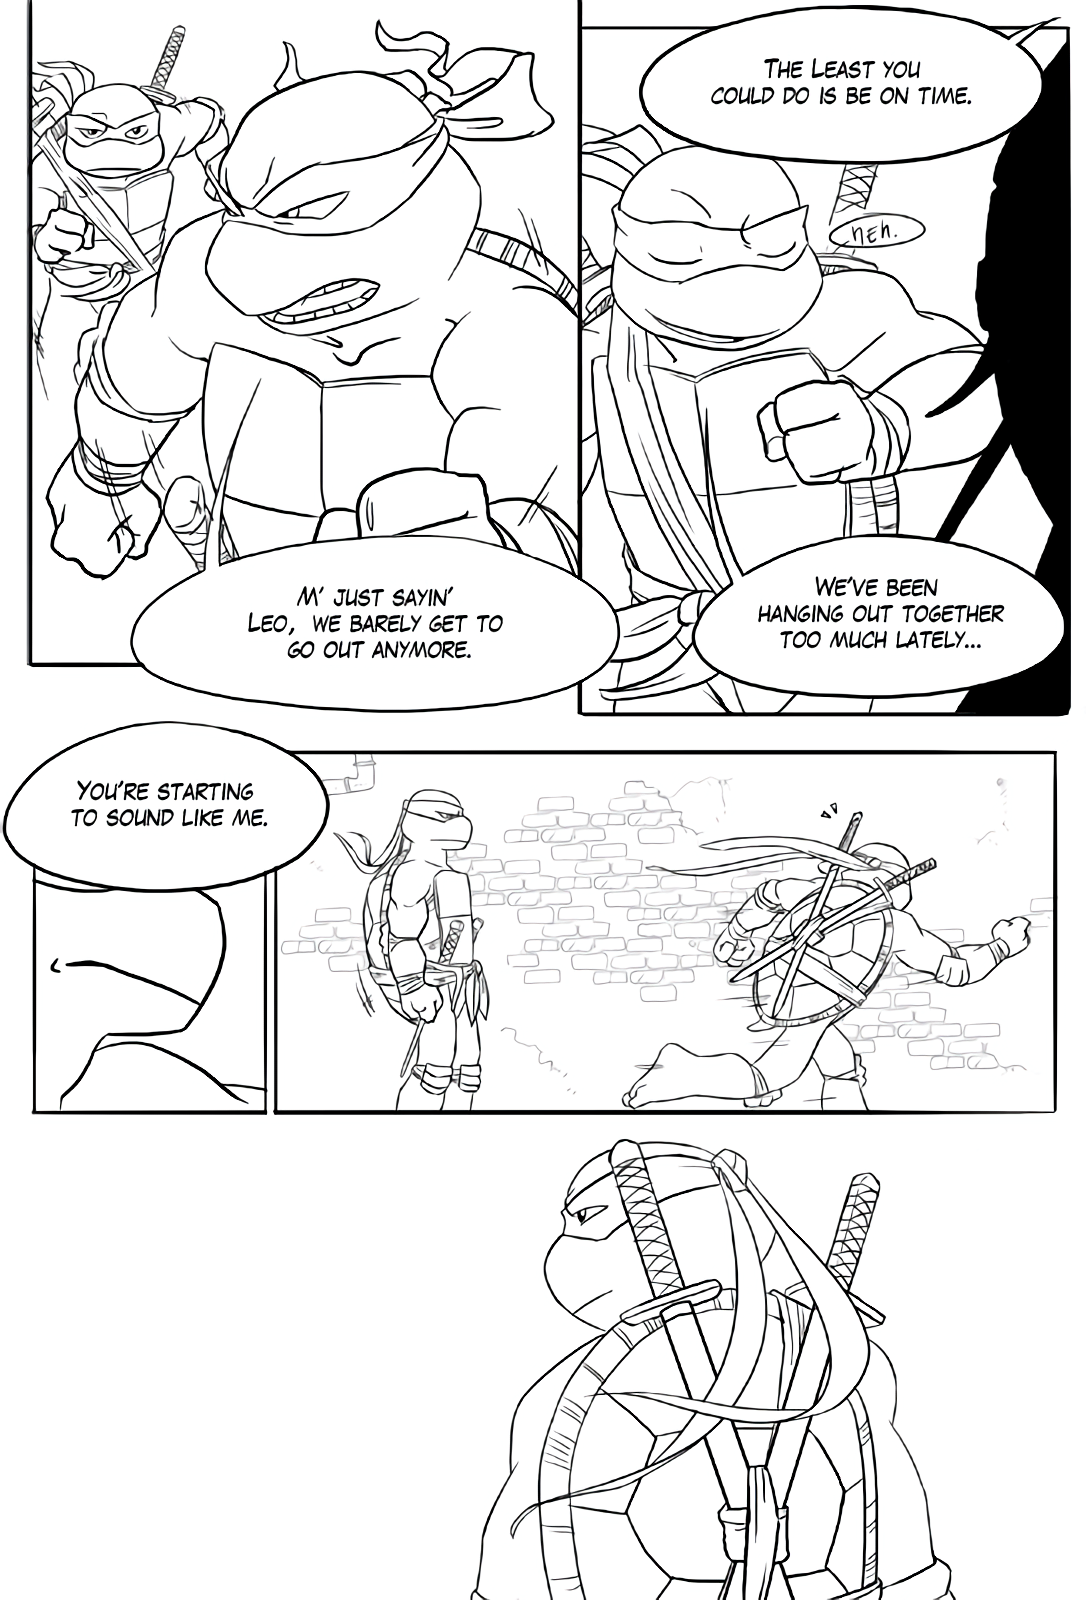 M' JUST SAYIN'
LEO, WE BARELY GET TO
GO OUT ANYMORE.
THE LEAST YOU
COULD DO IS BE ON TIME.
HEH.
WE'VE BEEN
HANGING OUT TOGETHER
TOO MUCH LATELY...
YOU'RE STARTING
TO SOUND LIKE ME.